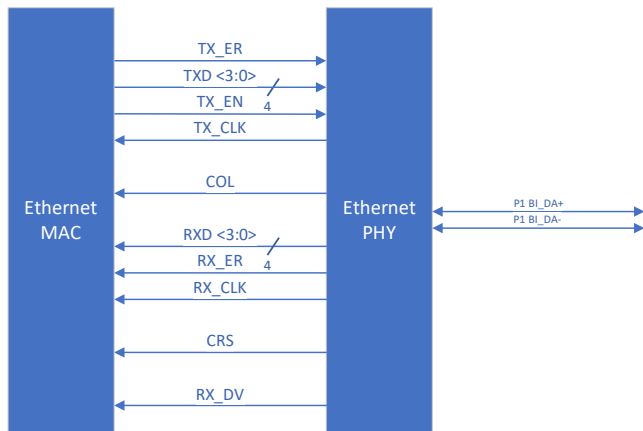 TX_ER
TXD <3:0>
4
TX_EN
TX_CLK
COL
Ethernet
MAC
Ethernet
PHY
P1 BI_DA+
P1 BI_DA-
RXD <3:0>
4
RX_ER
RX_CLK
CRS
RX_DV